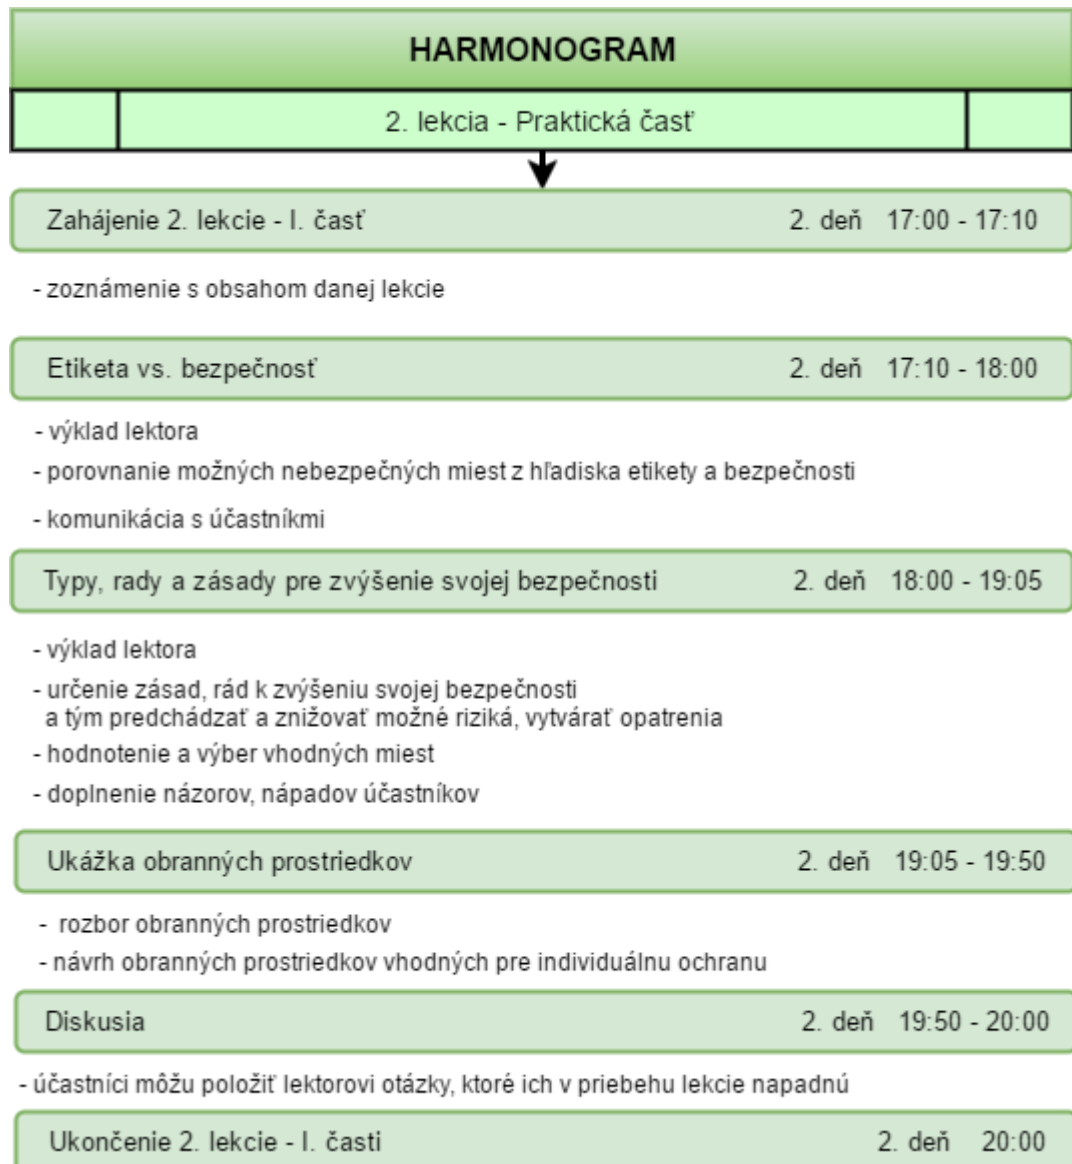 HARMONOGRAM
2. lekcia - Praktická časť
Zahájenie 2. lekcie - I. časť 2. deň 17:00 - 17:10
- zoznámenie s obsahom danej lekcie
Etiketa vs. bezpečnosť 2. deň 17:10 - 18:00
- výklad lektora
- porovnanie možných nebezpečných miest z hľadiska etikety a bezpečnosti
- komunikácia s účastníkmi
Typy, rady a zásady pre zvýšenie svojej bezpečnosti 2. deň 18:00 - 19:05
- výklad lektora
- určenie zásad, rád k zvýšeniu svojej bezpečnosti
a tým predchádzať a znižovať možné riziká, vytvárať opatrenia
- hodnotenie a výber vhodných miest
- doplnenie názorov, nápadov účastníkov
Ukážka obranných prostriedkov 2. deň 19:05 - 19:50
- rozbor obranných prostriedkov
- návrh obranných prostriedkov vhodných pre individuálnu ochranu
Diskusia 2. deň 19:50 - 20:00
- účastníci môžu položiť lektorovi otázky, ktoré ich v priebehu lekcie napadnú
Ukončenie 2. lekcie - I. časti 2. deň 20:00